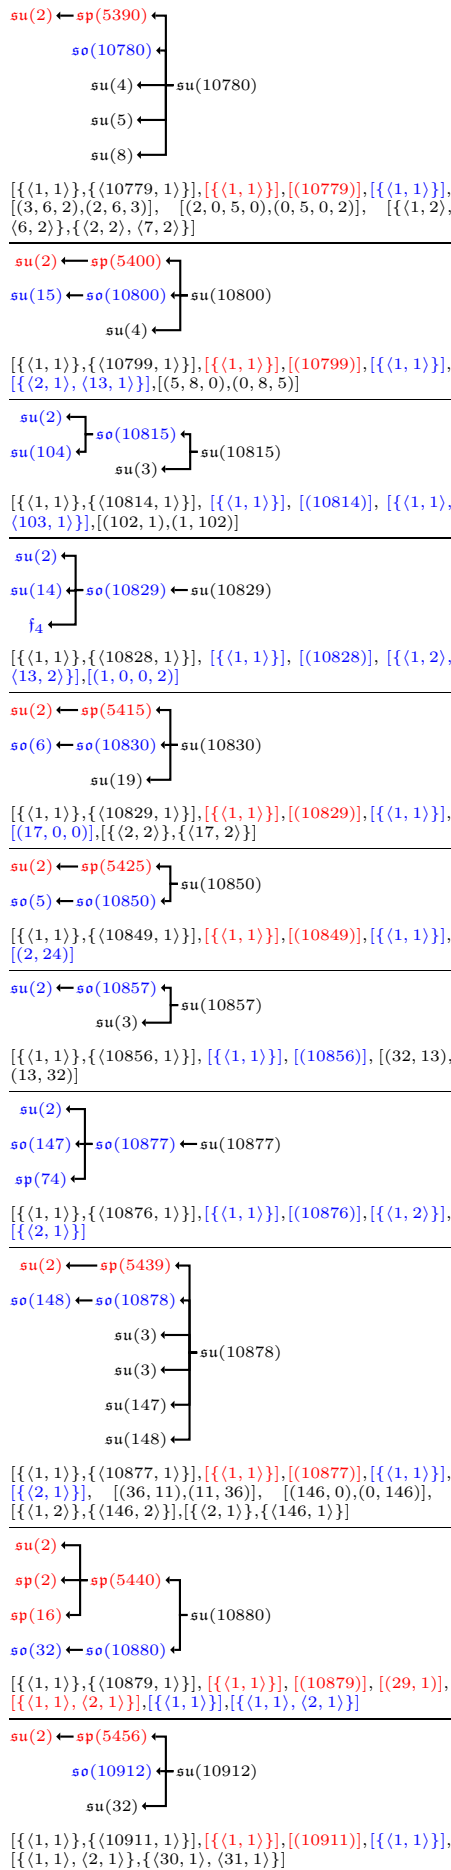 𝔰𝔲(2) 𝔰𝔭(5390)
𝔰𝔬(10780)
𝔰𝔲(4) 𝔰𝔲(10780)
𝔰𝔲(5)
𝔰𝔲(8)
[{⟨1, 1⟩},{⟨10779, 1⟩}],[{⟨1, 1⟩}],[(10779)],[{⟨1, 1⟩}],
[(3, 6, 2),(2, 6, 3)], [(2, 0, 5, 0),(0, 5, 0, 2)], [{⟨1, 2⟩,
⟨6, 2⟩},{⟨2, 2⟩, ⟨7, 2⟩}]
𝔰𝔲(2) 𝔰𝔭(5400)
𝔰𝔲(15) 𝔰𝔬(10800) 𝔰𝔲(10800)
𝔰𝔲(4)
[{⟨1, 1⟩},{⟨10799, 1⟩}],[{⟨1, 1⟩}],[(10799)],[{⟨1, 1⟩}],
[{⟨2, 1⟩, ⟨13, 1⟩}],[(5, 8, 0),(0, 8, 5)]
𝔰𝔲(2)
𝔰𝔬(10815)
𝔰𝔲(104) 𝔰𝔲(10815)
𝔰𝔲(3)
[{⟨1, 1⟩},{⟨10814, 1⟩}], [{⟨1, 1⟩}], [(10814)], [{⟨1, 1⟩,
⟨103, 1⟩}],[(102, 1),(1, 102)]
𝔰𝔲(2)
𝔰𝔲(14) 𝔰𝔬(10829) 𝔰𝔲(10829)
𝔣₄
[{⟨1, 1⟩},{⟨10828, 1⟩}], [{⟨1, 1⟩}], [(10828)], [{⟨1, 2⟩,
⟨13, 2⟩}],[(1, 0, 0, 2)]
𝔰𝔲(2) 𝔰𝔭(5415)
𝔰𝔬(6) 𝔰𝔬(10830) 𝔰𝔲(10830)
𝔰𝔲(19)
[{⟨1, 1⟩},{⟨10829, 1⟩}],[{⟨1, 1⟩}],[(10829)],[{⟨1, 1⟩}],
[(17, 0, 0)],[{⟨2, 2⟩},{⟨17, 2⟩}]
𝔰𝔲(2) 𝔰𝔭(5425)
𝔰𝔲(10850)
𝔰𝔬(5) 𝔰𝔬(10850)
[{⟨1, 1⟩},{⟨10849, 1⟩}],[{⟨1, 1⟩}],[(10849)],[{⟨1, 1⟩}],
[(2, 24)]
𝔰𝔲(2) 𝔰𝔬(10857)
𝔰𝔲(10857)
𝔰𝔲(3)
[{⟨1, 1⟩},{⟨10856, 1⟩}], [{⟨1, 1⟩}], [(10856)], [(32, 13),
(13, 32)]
𝔰𝔲(2)
𝔰𝔬(147) 𝔰𝔬(10877) 𝔰𝔲(10877)
𝔰𝔭(74)
[{⟨1, 1⟩},{⟨10876, 1⟩}],[{⟨1, 1⟩}],[(10876)],[{⟨1, 2⟩}],
[{⟨2, 1⟩}]
𝔰𝔲(2) 𝔰𝔭(5439)
𝔰𝔬(148) 𝔰𝔬(10878)
𝔰𝔲(3)
𝔰𝔲(10878)
𝔰𝔲(3)
𝔰𝔲(147)
𝔰𝔲(148)
[{⟨1, 1⟩},{⟨10877, 1⟩}],[{⟨1, 1⟩}],[(10877)],[{⟨1, 1⟩}],
[{⟨2, 1⟩}], [(36, 11),(11, 36)], [(146, 0),(0, 146)],
[{⟨1, 2⟩},{⟨146, 2⟩}],[{⟨2, 1⟩},{⟨146, 1⟩}]
𝔰𝔲(2)
𝔰𝔭(2) 𝔰𝔭(5440)
𝔰𝔭(16) 𝔰𝔲(10880)
𝔰𝔬(32) 𝔰𝔬(10880)
[{⟨1, 1⟩},{⟨10879, 1⟩}], [{⟨1, 1⟩}], [(10879)], [(29, 1)],
[{⟨1, 1⟩, ⟨2, 1⟩}],[{⟨1, 1⟩}],[{⟨1, 1⟩, ⟨2, 1⟩}]
𝔰𝔲(2) 𝔰𝔭(5456)
𝔰𝔬(10912) 𝔰𝔲(10912)
𝔰𝔲(32)
[{⟨1, 1⟩},{⟨10911, 1⟩}],[{⟨1, 1⟩}],[(10911)],[{⟨1, 1⟩}],
[{⟨1, 1⟩, ⟨2, 1⟩},{⟨30, 1⟩, ⟨31, 1⟩}]